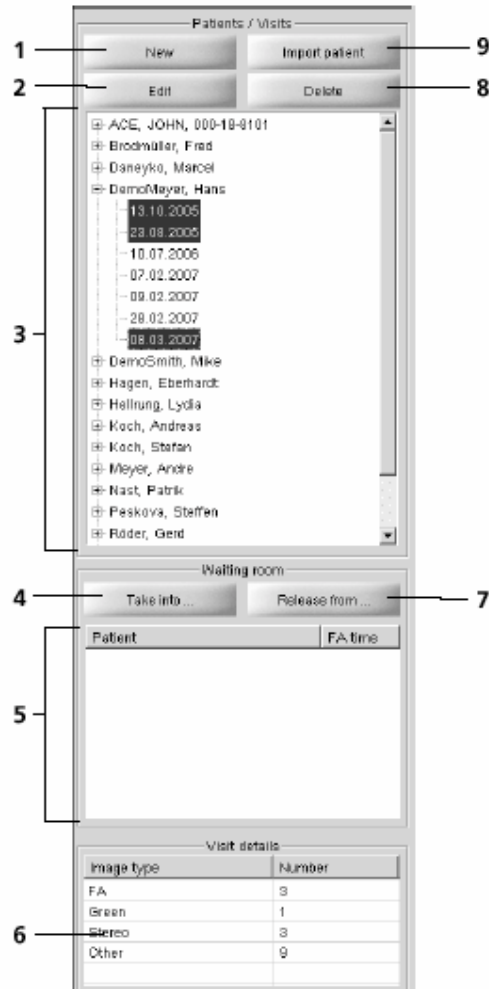 Patients / Visits
1 New Import patient 9
2 Edit Delete 8
ACE, JOHN, 000-18-9101
Brodmüller, Fred
Daneyko, Marcel
DemoMeyer, Hans
13.10.2005
23.08.2005
10.07.2006
07.02.2007
09.02.2007
3
28.02.2007
08.03.2007
DemoSmith, Mike
Hagen, Eberhardt
Hellrung, Lydia
Koch, Andreas
Koch, Stefan
Meyer, Andre
Nast, Patrik
Peskova, Steffen
Röder, Gerd
Waiting room
4 Take into ... Release from ... 7
Patient FA time
5
Visit details
Image type Number
FA 3
Green 1
6 Stereo 3
Other 9